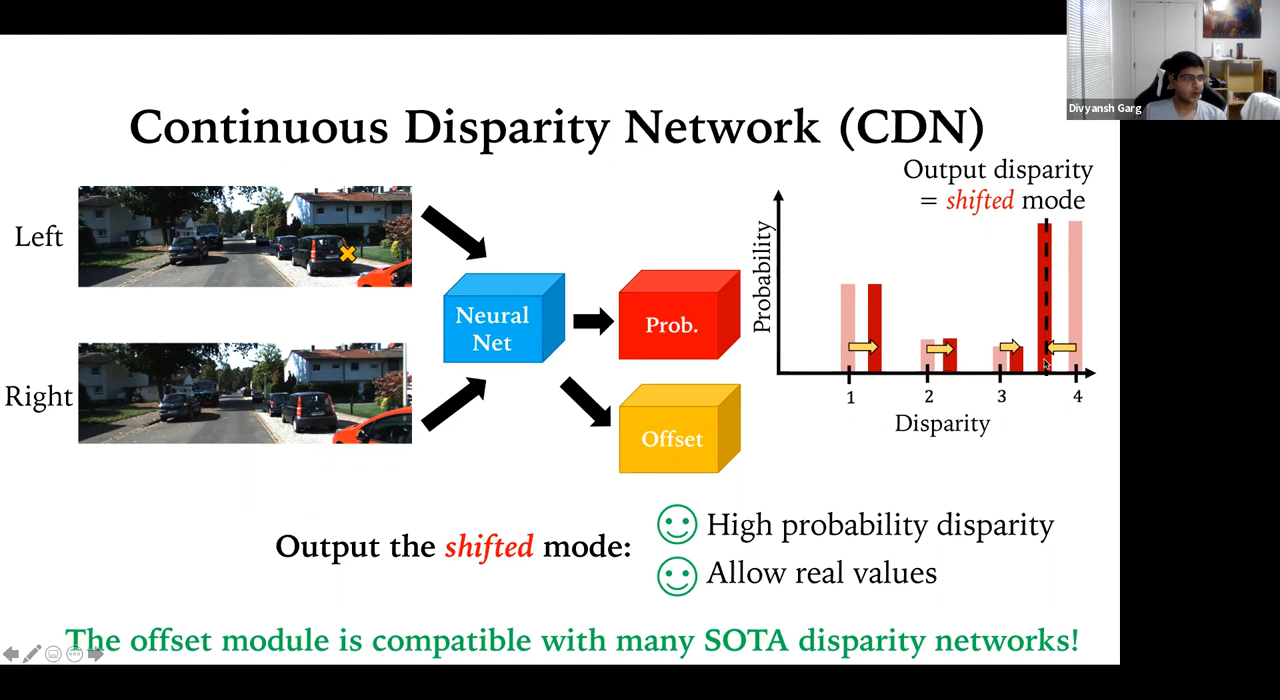 Divyansh Garg
Continuous Disparity Network (CDN)
Left
Right
Neural
Net
Prob.
Offset
Output disparity
= shifted mode
Probability
1 2 3 4
Disparity
Output the shifted mode:
High probability disparity
Allow real values
The offset module is compatible with many SOTA disparity networks!